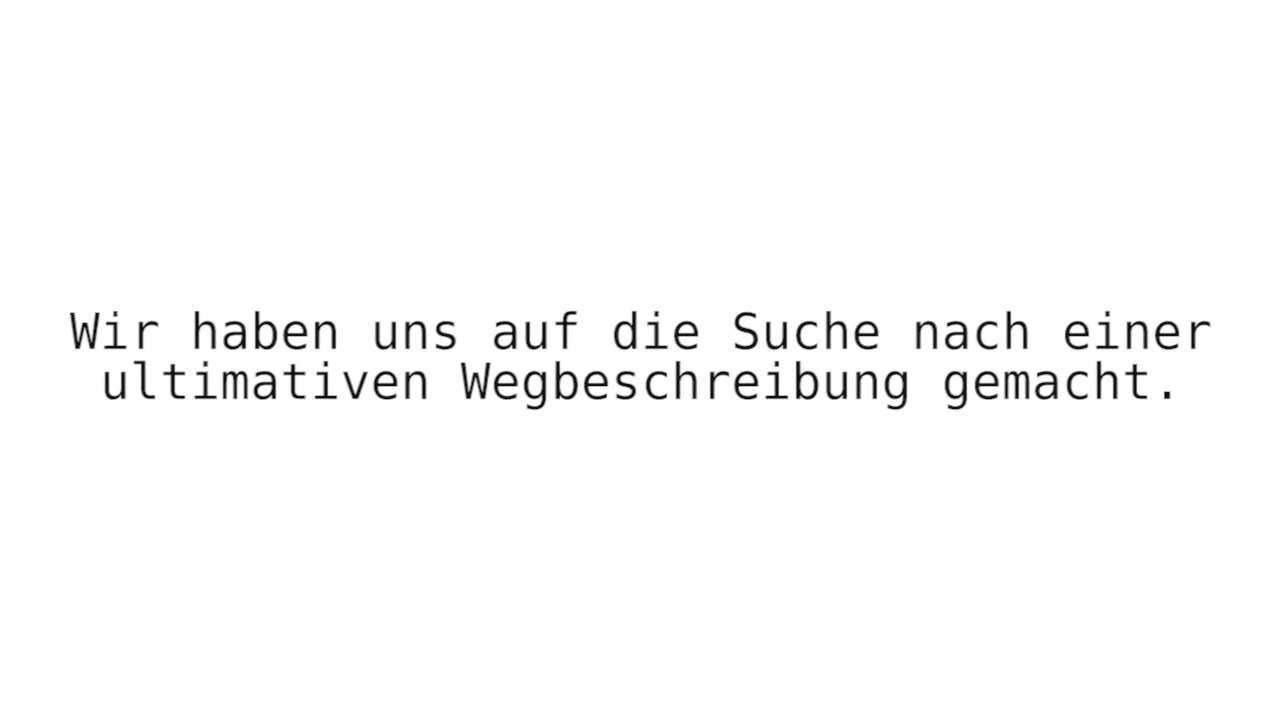 Wir haben uns auf die Suche nach einer
ultimativen Wegbeschreibung gemacht.